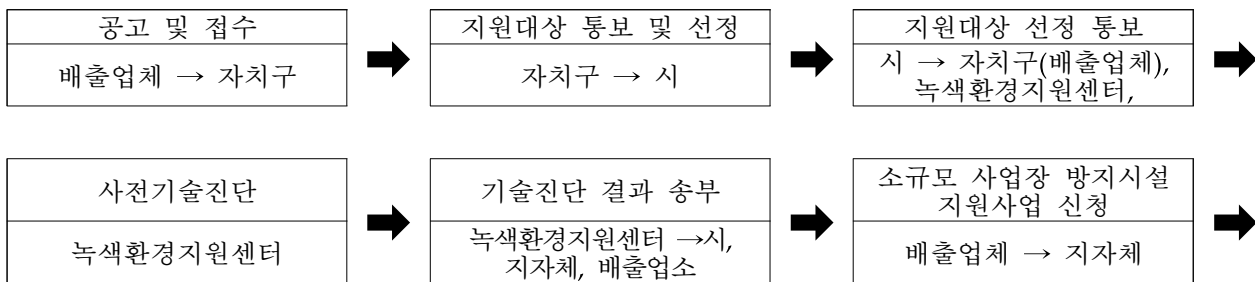 공고 및 접수
배출업체 → 자치구
지원대상 통보 및 선정
자치구 → 시
지원대상 선정 통보
시 → 자치구(배출업체),
녹색환경지원센터,
사전기술진단
녹색환경지원센터
기술진단 결과 송부
녹색환경지원센터 →시,
지자체, 배출업소
소규모 사업장 방지시설
지원사업 신청
배출업체 → 지자체